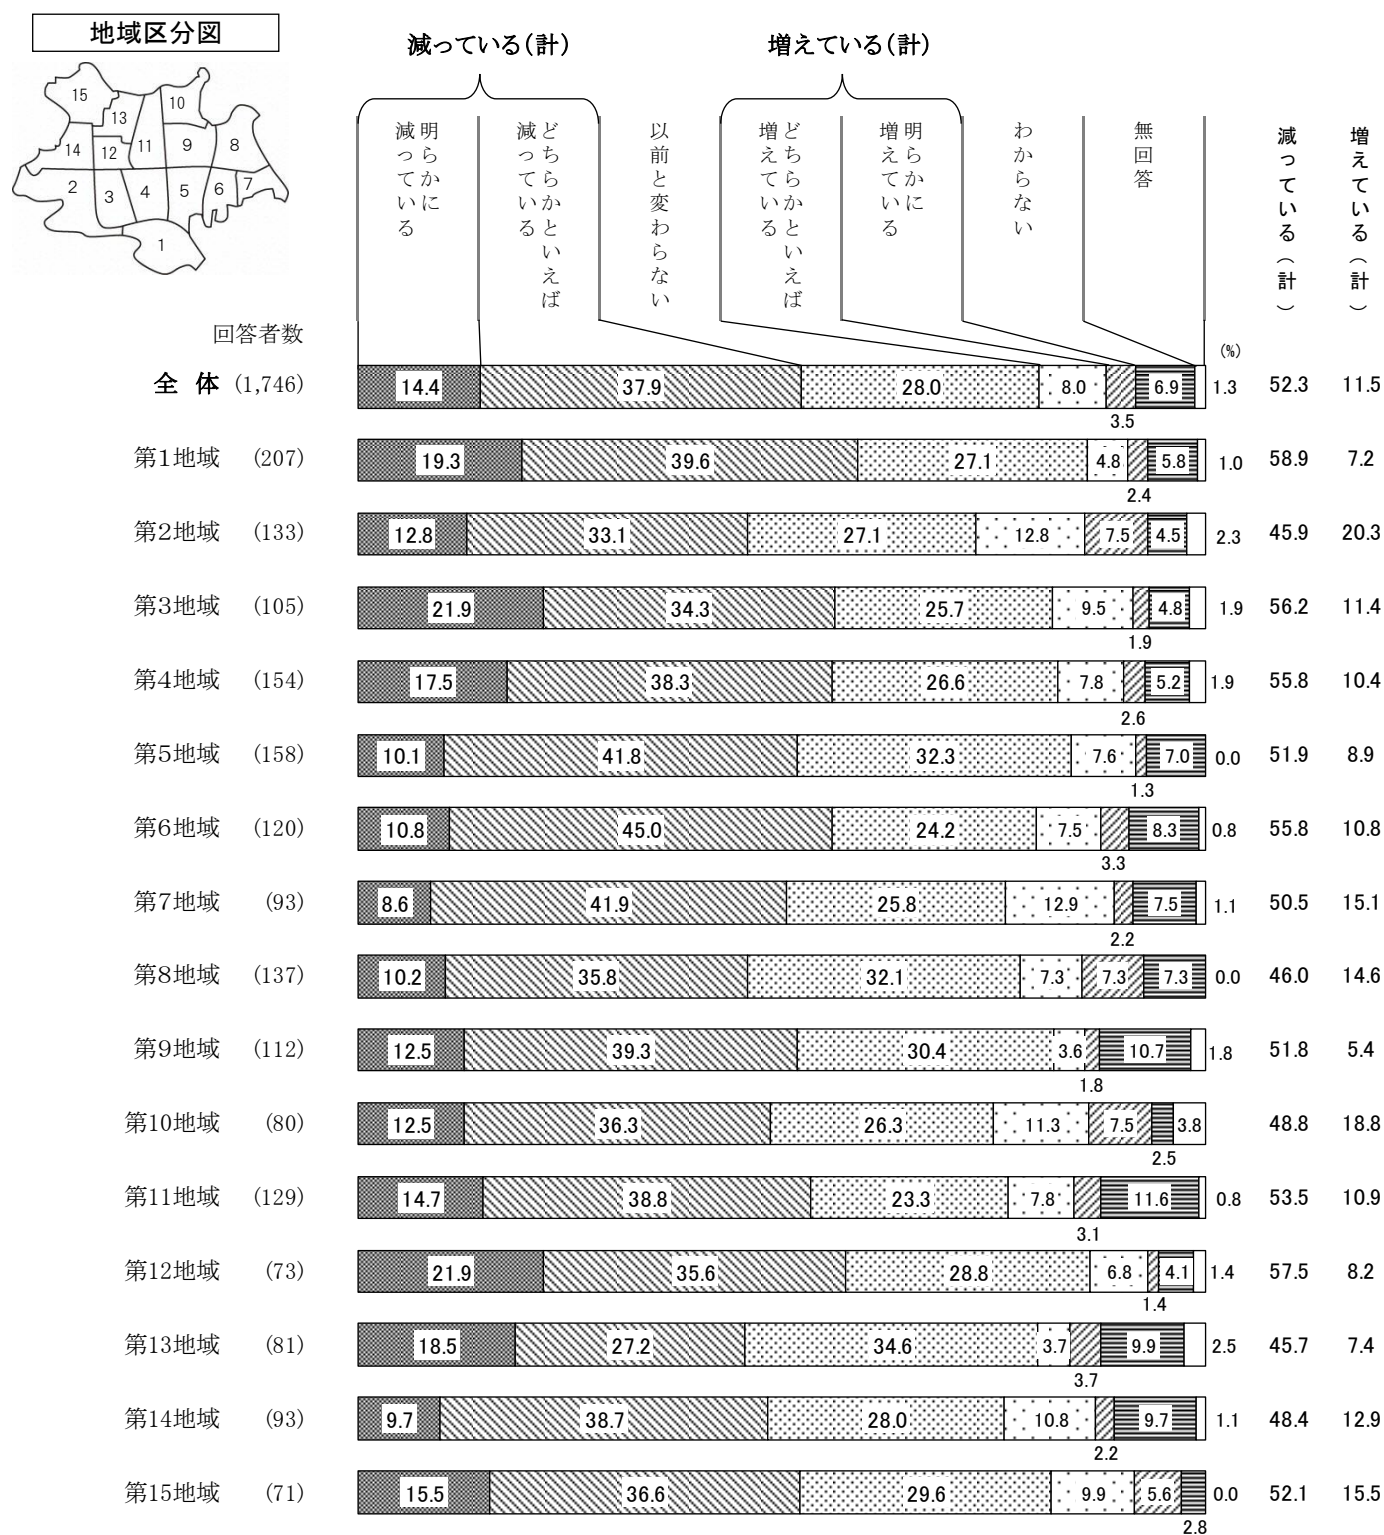 地域区分図
減っている(計)
増えている(計)
15
10
13
14
12
11
9
8
2
3
4
5
6
7
1
明らかに
減っている
どちらかといえば
減っている
以前と変わらない
どちらかといえば
増えている
明らかに
増えている
わからない
無回答
減っている(計)
増えている(計)
回答者数
(%)
全 体 (1,746) 14.4 37.9 28.0 8.0 6.9 1.3 52.3 11.5
3.5
第1地域 (207) 19.3 39.6 27.1 4.8 5.8 1.0 58.9 7.2
2.4
第2地域 (133) 12.8 33.1 27.1 12.8 7.5 4.5 2.3 45.9 20.3
第3地域 (105) 21.9 34.3 25.7 9.5 4.8 1.9 56.2 11.4
1.9
第4地域 (154) 17.5 38.3 26.6 7.8 5.2 1.9 55.8 10.4
2.6
第5地域 (158) 10.1 41.8 32.3 7.6 7.0 0.0 51.9 8.9
1.3
第6地域 (120) 10.8 45.0 24.2 7.5 8.3 0.8 55.8 10.8
3.3
第7地域 (93) 8.6 41.9 25.8 12.9 7.5 1.1 50.5 15.1
2.2
第8地域 (137) 10.2 35.8 32.1 7.3 7.3 7.3 0.0 46.0 14.6
第9地域 (112) 12.5 39.3 30.4 3.6 10.7 1.8 51.8 5.4
1.8
第10地域 (80) 12.5 36.3 26.3 11.3 7.5 3.8 48.8 18.8
2.5
第11地域 (129) 14.7 38.8 23.3 7.8 11.6 0.8 53.5 10.9
3.1
第12地域 (73) 21.9 35.6 28.8 6.8 4.1 1.4 57.5 8.2
1.4
第13地域 (81) 18.5 27.2 34.6 3.7 9.9 2.5 45.7 7.4
3.7
第14地域 (93) 9.7 38.7 28.0 10.8 9.7 1.1 48.4 12.9
2.2
第15地域 (71) 15.5 36.6 29.6 9.9 5.6 0.0 52.1 15.5
2.8